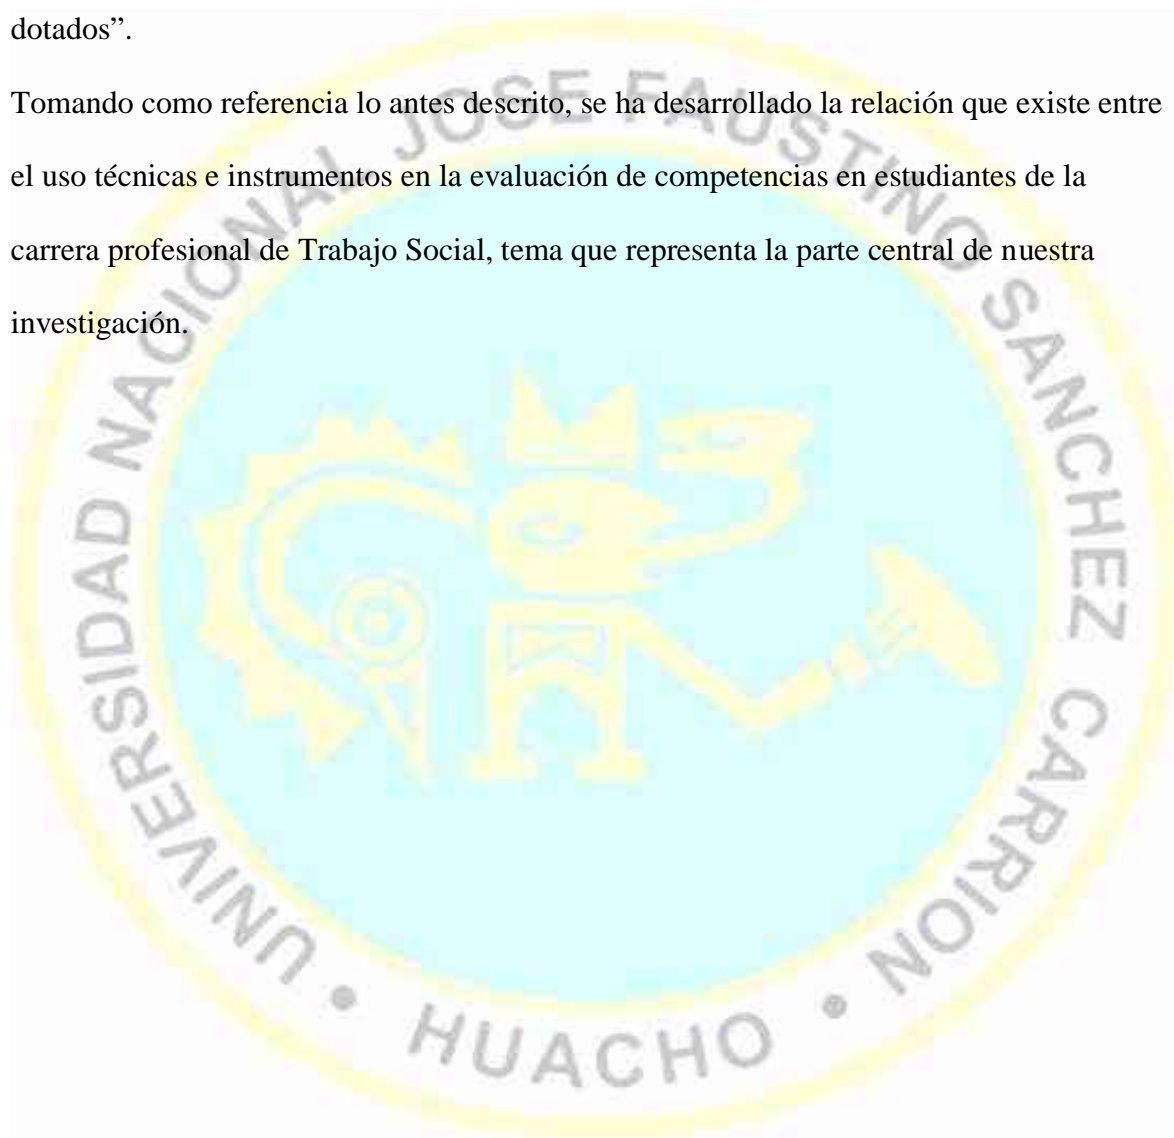 dotados”.
Tomando como referencia lo antes descrito, se ha desarrollado la relación que existe entre
el uso técnicas e instrumentos en la evaluación de competencias en estudiantes de la
carrera profesional de Trabajo Social, tema que representa la parte central de nuestra
investigación.
UNIVERSIDAD NACIONAL JOSE FAUSTINO SANCHEZ CARRION
• HUACHO •